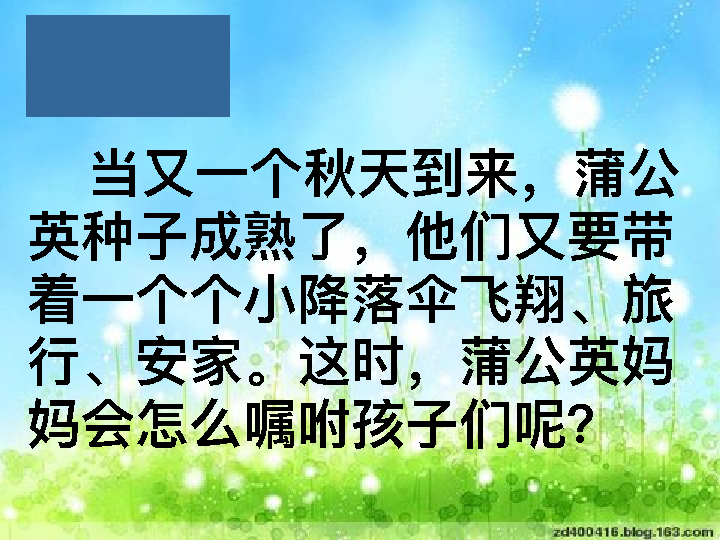 当又一个秋天到来，蒲公
英种子成熟了，他们又要带
着一个个小降落伞飞翔、旅
行、安家。这时，蒲公英妈
妈会怎么嘱咐孩子们呢？
zd400416.blog.163.com